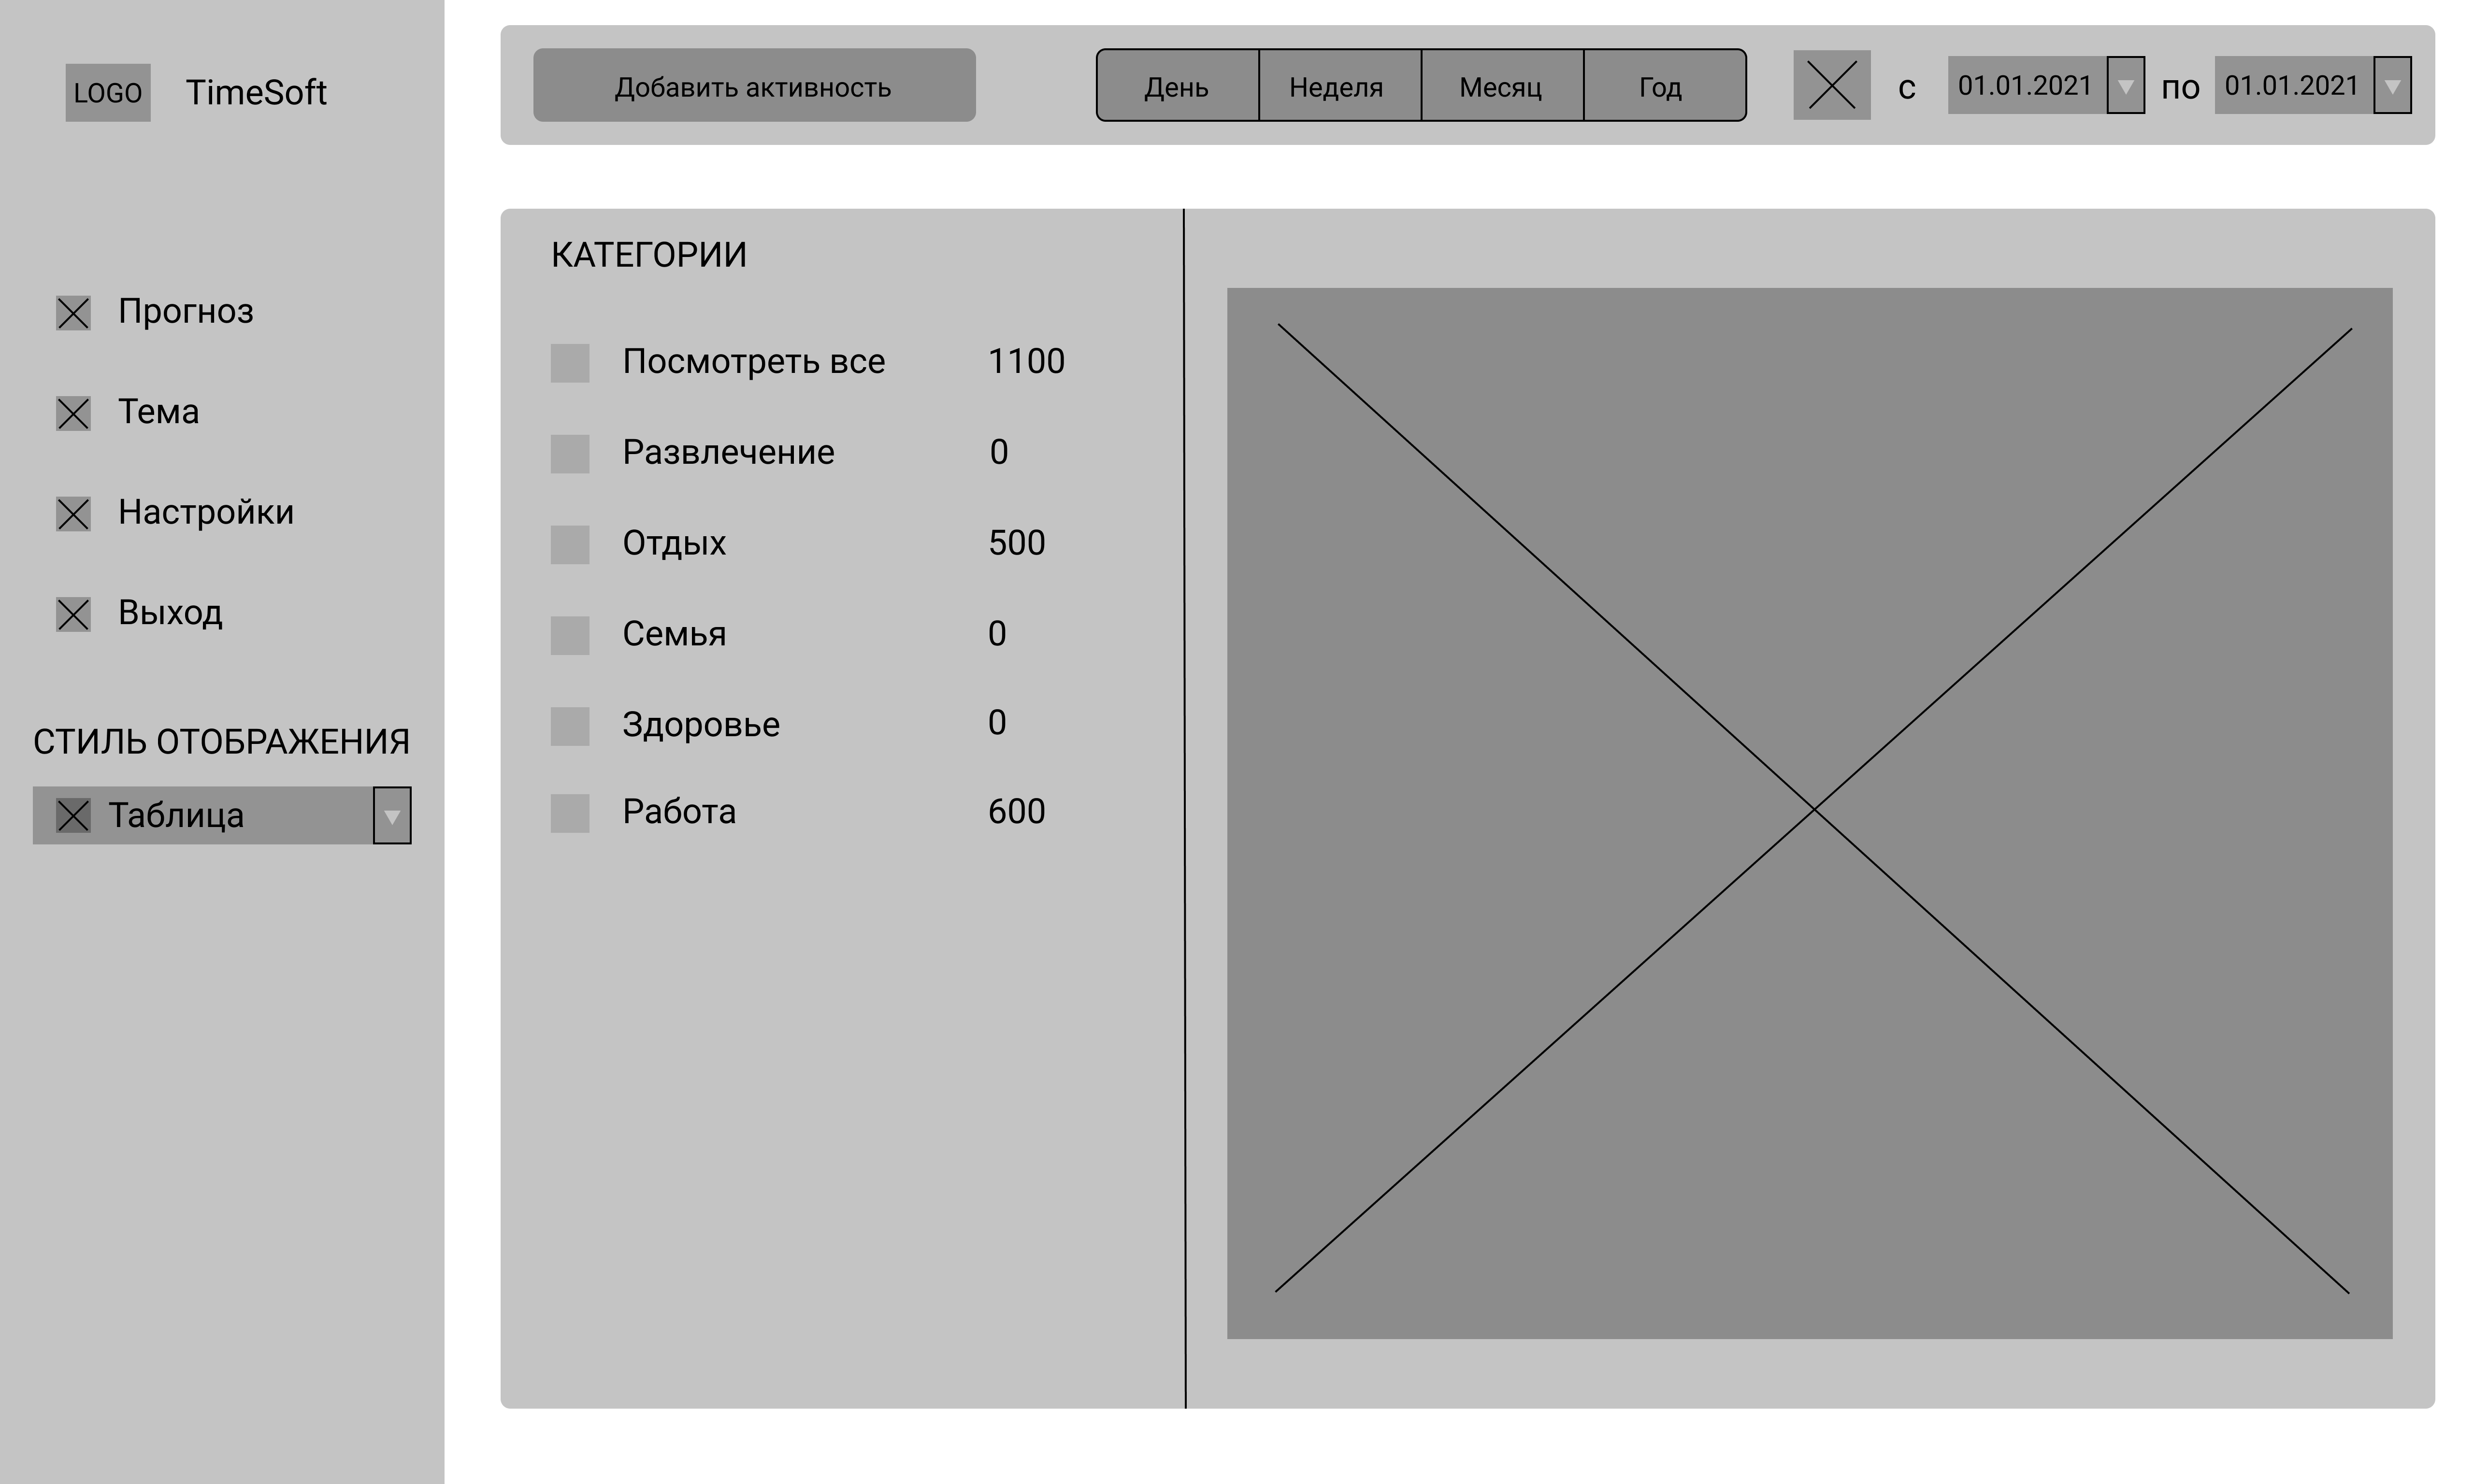 LOGO TimeSoft
Прогноз
Тема
Настройки
Выход
СТИЛЬ ОТОБРАЖЕНИЯ
Таблица
Добавить активность
День Неделя Месяц Год
с 01.01.2021 по 01.01.2021
КАТЕГОРИИ
Посмотреть все 1100
Развлечение 0
Отдых 500
Семья 0
Здоровье 0
Работа 600